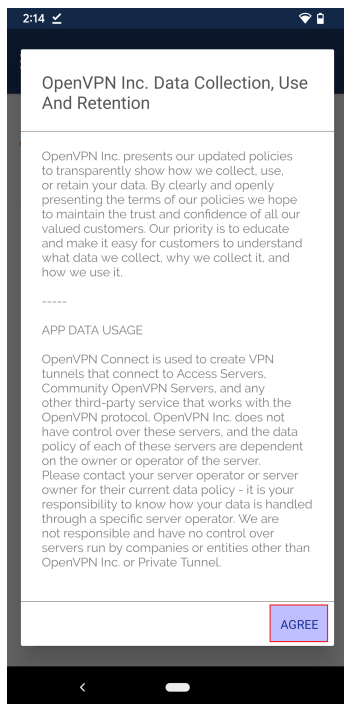 2:14
OpenVPN Inc. Data Collection, Use
And Retention
OpenVPN Inc. presents our updated policies
to transparently show how we collect, use,
or retain your data. By clearly and openly
presenting the terms of our policies we hope
to maintain the trust and confidence of all our
valued customers. Our priority is to educate
and make it easy for customers to understand
what data we collect, why we collect it, and
how we use it.
-----
APP DATA USAGE
OpenVPN Connect is used to create VPN
tunnels that connect to Access Servers,
Community OpenVPN Servers, and any
other third-party service that works with the
OpenVPN protocol. OpenVPN Inc. does not
have control over these servers, and the data
policy of each of these servers are dependent
on the owner or operator of the server.
Please contact your server operator or server
owner for their current data policy - it is your
responsibility to know how your data is handled
through a specific server operator. We are
not responsible and have no control over
servers run by companies or entities other than
OpenVPN Inc. or Private Tunnel.
AGREE